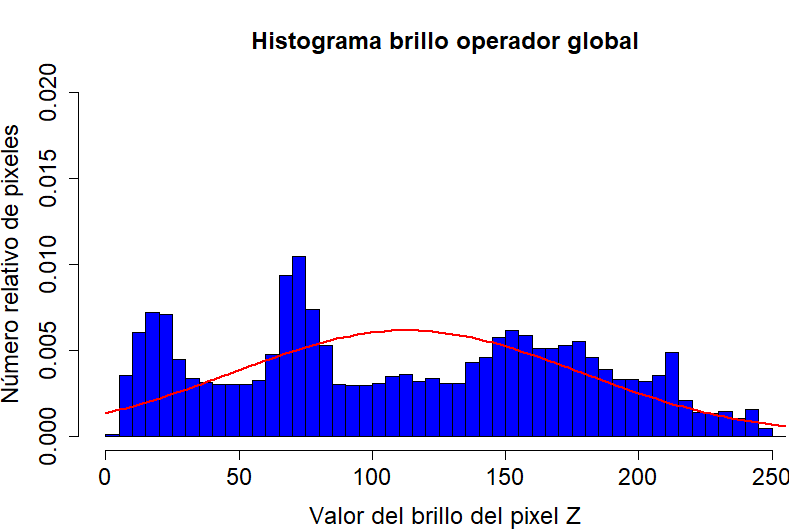 Histograma brillo operador global
Número relativo de pixeles
0.020
0.015
0.010
0.005
0.000
0 50 100 150 200 250
Valor del brillo del pixel Z